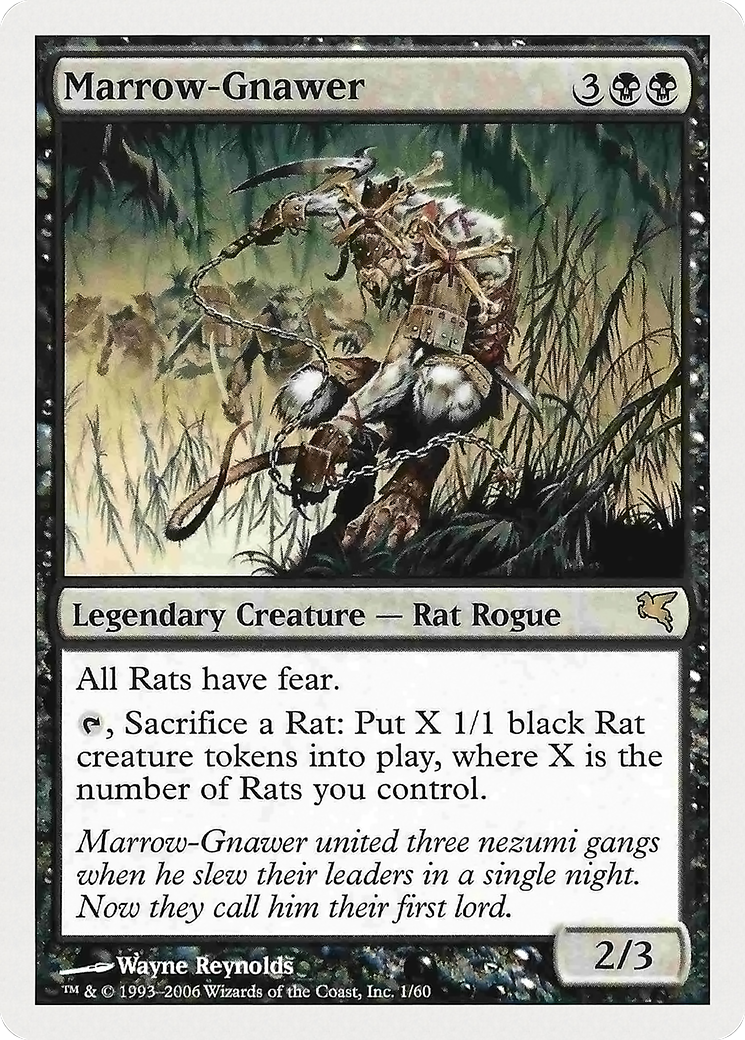 Marrow-Gnawer
3
Legendary Creature — Rat Rogue
All Rats have fear.
, Sacrifice a Rat: Put X 1/1 black Rat
creature tokens into play, where X is the
number of Rats you control.
Marrow-Gnawer united three nezumi gangs
when he slew their leaders in a single night.
Now they call him their first lord.
2/3
Wayne Reynolds
™ & © 1993–2006 Wizards of the Coast, Inc. 1/60